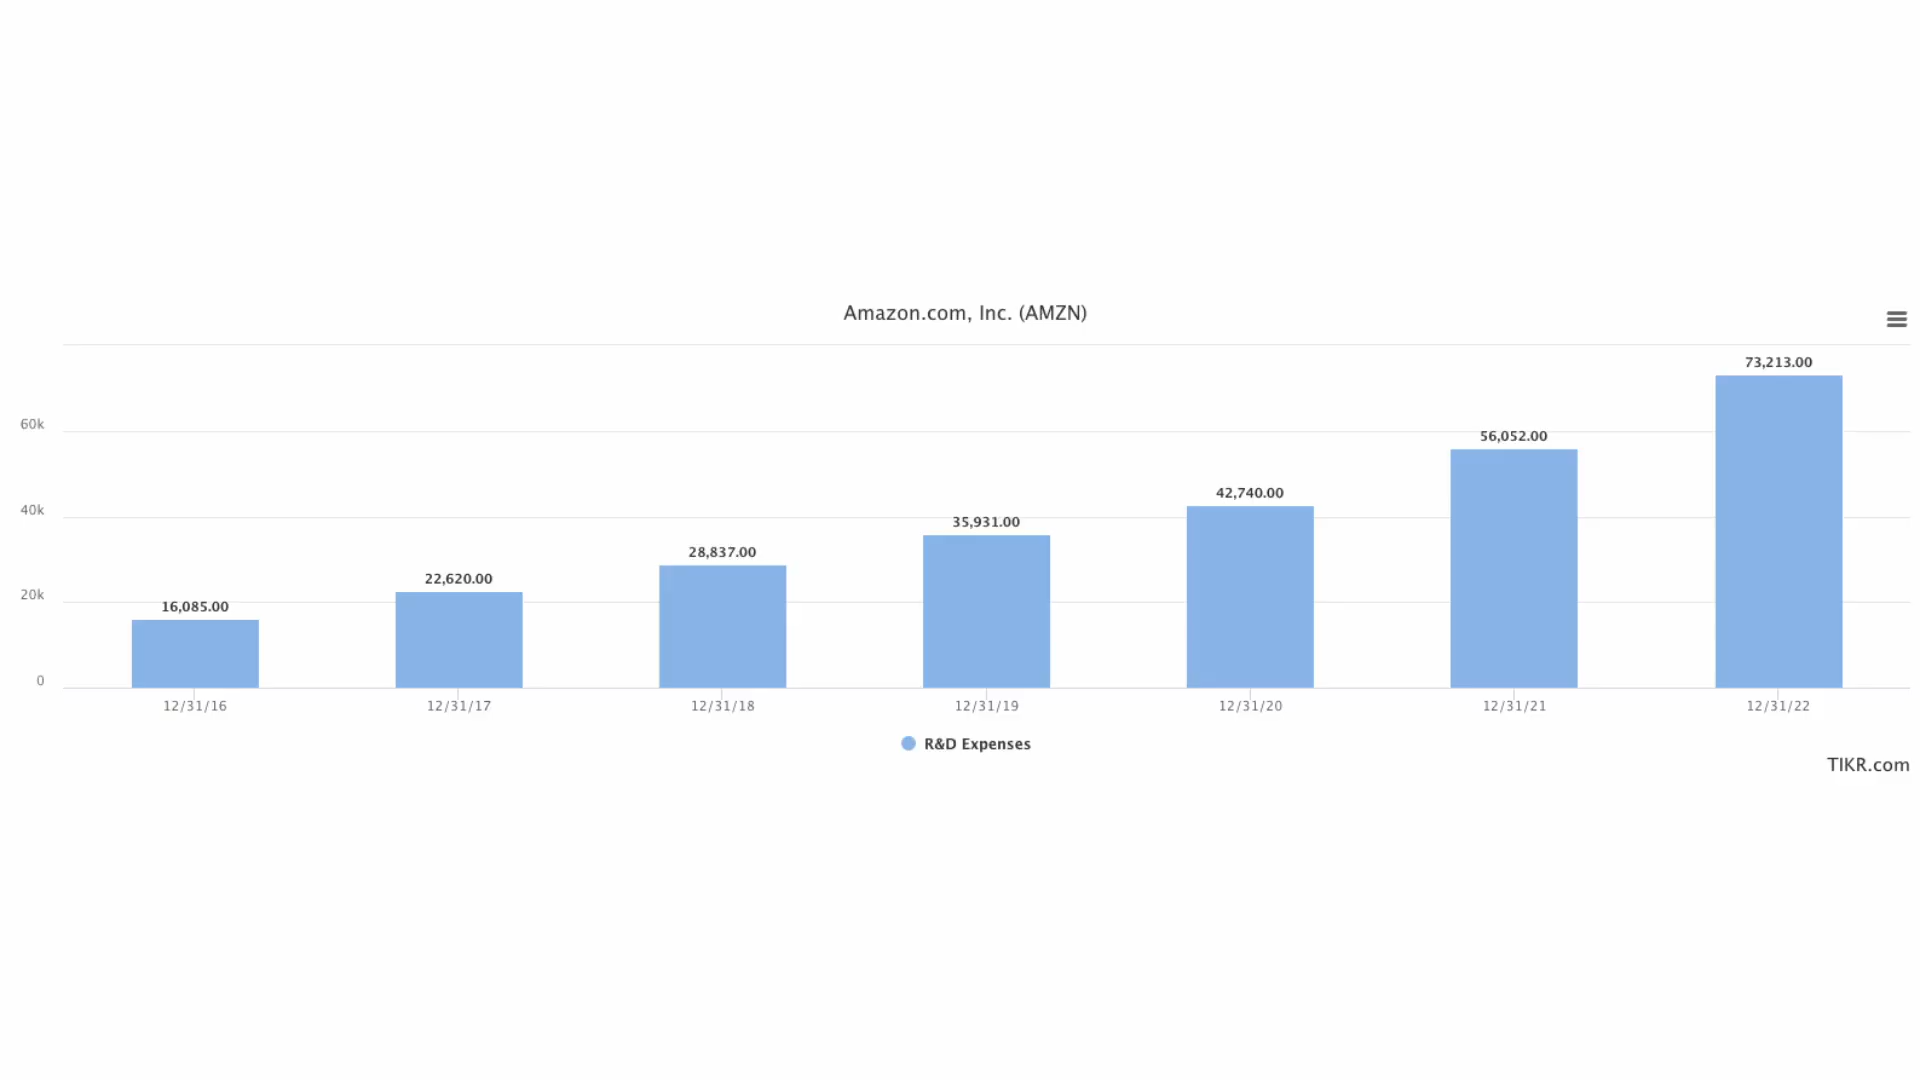 Amazon.com, Inc. (AMZN)
73,213.00
60k
56,052.00
42,740.00
40k
35,931.00
28,837.00
22,620.00
20k
16,085.00
0
12/31/16 12/31/17 12/31/18 12/31/19 12/31/20 12/31/21 12/31/22
R&D Expenses
TIKR.com